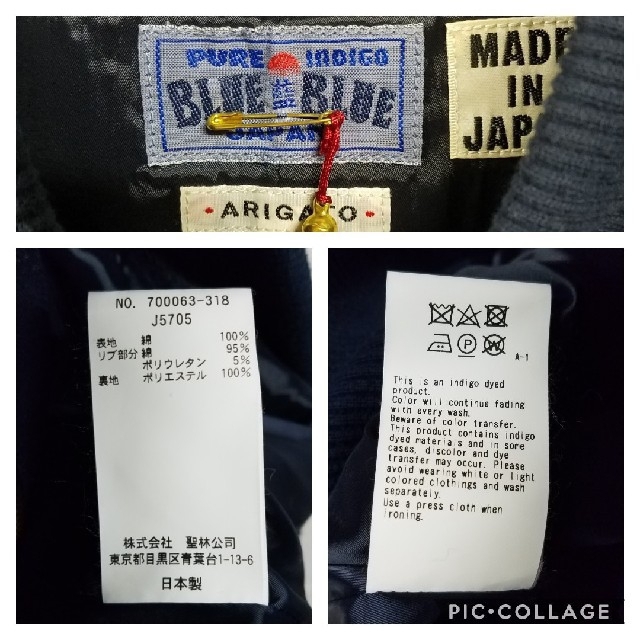 PURE INDIGO
BLUE BLUE
JAPAN
MADE
IN
JAPAN
• ARIGATO •
NO. 700063-318
J5705
表地 綿 100%
リブ部分 綿 95%
ポリウレタン 5%
裏地 ポリエステル 100%
株式会社 聖林公司
東京都目黒区青葉台1-13-6
日本製
P W
A-1
This is an indigo dyed
product.
Color will continue fading
with every wash.
Beware of color transfer.
This product contains indigo
dyed materials and in some
cases, discolor and dye
transfer may occur. Please
avoid wearing white or light
colored clothings and wash
separately.
Use a press cloth when
ironing.
PIC•COLLAGE